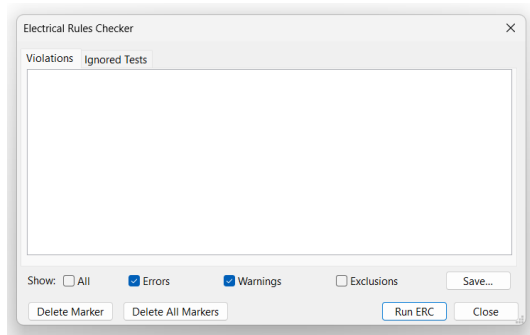 Electrical Rules Checker
Violations Ignored Tests
Show: All Errors Warnings Exclusions Save...
Delete Marker Delete All Markers Run ERC Close